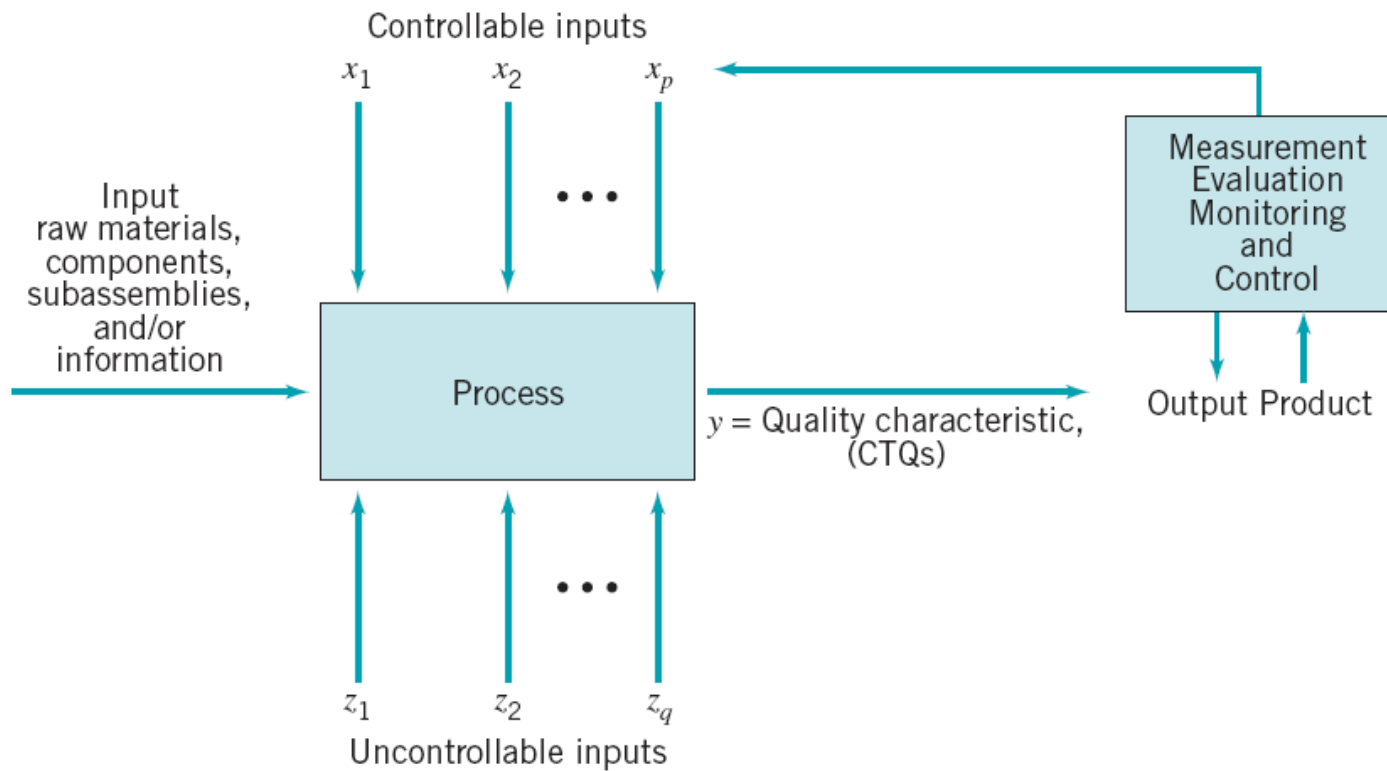 Controllable inputs
x1 x2 xp
Measurement
Evaluation
Monitoring
and
Control
Input
raw materials,
components,
subassemblies,
and/or
information
Process
y = Quality characteristic,
(CTQs)
Output Product
z1 z2 zq
Uncontrollable inputs